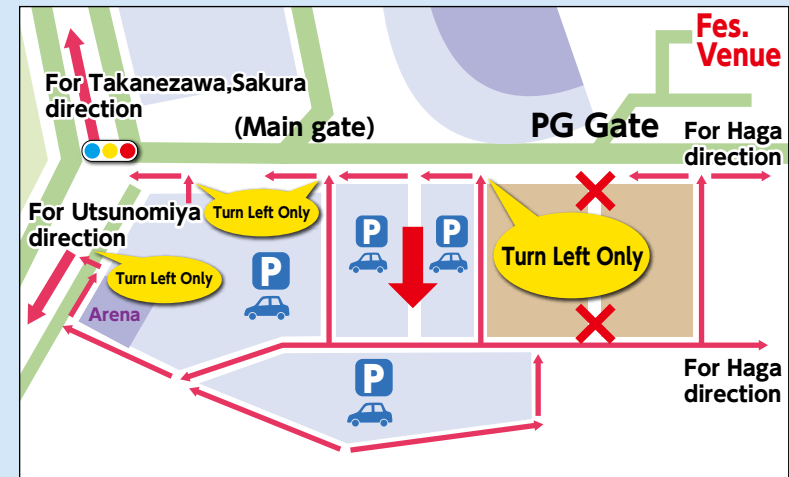 Fes.
Venue
For Takanezawa,Sakura
direction
(Main gate)
PG Gate
For Haga
direction
For Utsunomiya
direction
Turn Left Only
Turn Left Only
Turn Left Only
P
P
P
Arena
P
For Haga
direction